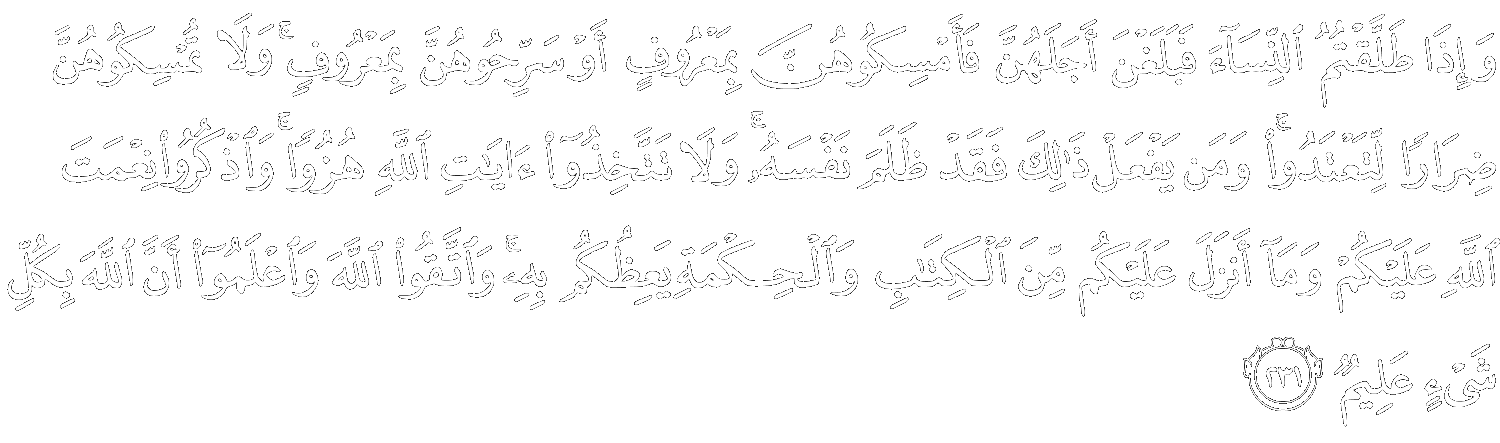 وَإِذَا طَلَّقْتُمُ ٱلنِّسَآءَ فَبَلَغْنَ أَجَلَهُنَّ فَأَمْسِكُوهُنَّ بِمَعْرُوفٍ أَوْ سَرِّحُوهُنَّ بِمَعْرُوفٍ ۚ وَلَا تُمْسِكُوهُنَّ
ضِرَارًا لِّتَعْتَدُوا۟ ۚ وَمَن يَفْعَلْ ذَٰلِكَ فَقَدْ ظَلَمَ نَفْسَهُۥ ۚ وَلَا تَتَّخِذُوٓا۟ ءَايَٰتِ ٱللَّهِ هُزُوًا ۚ وَٱذْكُرُوا۟ نِعْمَتَ
ٱللَّهِ عَلَيْكُمْ وَمَآ أَنزَلَ عَلَيْكُم مِّنَ ٱلْكِتَٰبِ وَٱلْحِكْمَةِ يَعِظُكُم بِهِۦ ۚ وَٱتَّقُوا۟ ٱللَّهَ وَٱعْلَمُوٓا۟ أَنَّ ٱللَّهَ بِكُلِّ
شَىْءٍ عَلِيمٌ ٢٣١